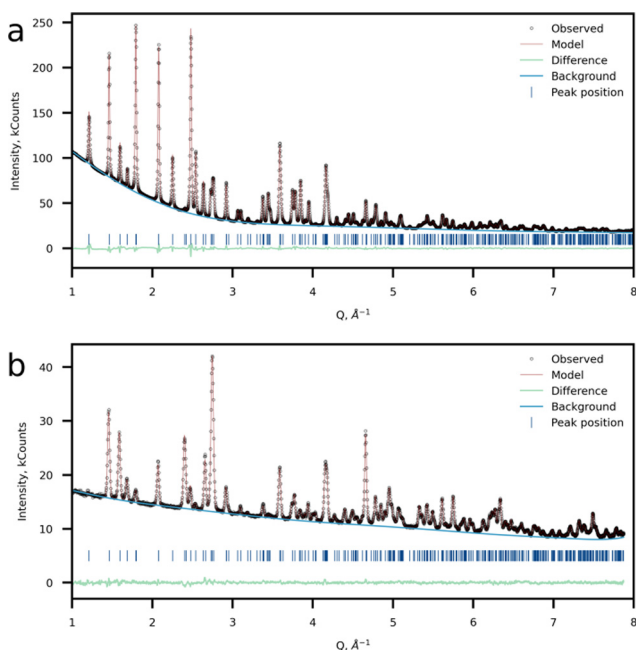 a
250
200
150
100
50
0
Intensity, kCounts
Observed
Model
Difference
Background
Peak position
1 2 3 4 5 6 7 8
Q, Å⁻¹
b
40
30
20
10
0
Intensity, kCounts
Observed
Model
Difference
Background
Peak position
1 2 3 4 5 6 7 8
Q, Å⁻¹